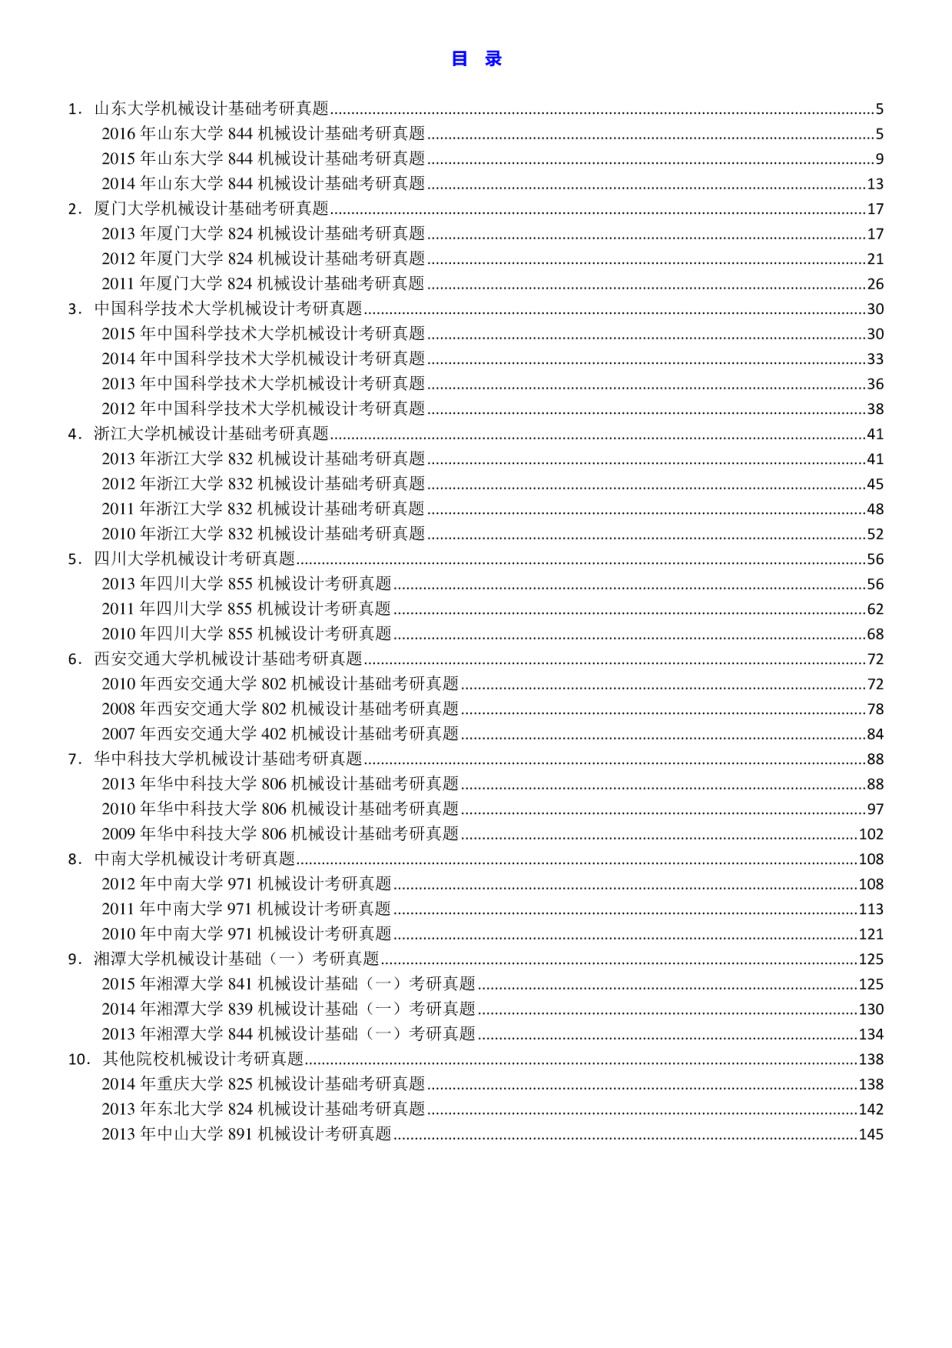 目 录
1．山东大学机械设计基础考研真题........5
2016 年山东大学 844 机械设计基础考研真题........5
2015 年山东大学 844 机械设计基础考研真题........9
2014 年山东大学 844 机械设计基础考研真题........13
2．厦门大学机械设计基础考研真题........17
2013 年厦门大学 824 机械设计基础考研真题........17
2012 年厦门大学 824 机械设计基础考研真题........21
2011 年厦门大学 824 机械设计基础考研真题........26
3．中国科学技术大学机械设计考研真题........30
2015 年中国科学技术大学机械设计考研真题........30
2014 年中国科学技术大学机械设计考研真题........33
2013 年中国科学技术大学机械设计考研真题........36
2012 年中国科学技术大学机械设计考研真题........38
4．浙江大学机械设计基础考研真题........41
2013 年浙江大学 832 机械设计基础考研真题........41
2012 年浙江大学 832 机械设计基础考研真题........45
2011 年浙江大学 832 机械设计基础考研真题........48
2010 年浙江大学 832 机械设计基础考研真题........52
5．四川大学机械设计考研真题........56
2013 年四川大学 855 机械设计考研真题........56
2011 年四川大学 855 机械设计考研真题........62
2010 年四川大学 855 机械设计考研真题........68
6．西安交通大学机械设计基础考研真题........72
2010 年西安交通大学 802 机械设计基础考研真题........72
2008 年西安交通大学 802 机械设计基础考研真题........78
2007 年西安交通大学 402 机械设计基础考研真题........84
7．华中科技大学机械设计基础考研真题........88
2013 年华中科技大学 806 机械设计基础考研真题........88
2010 年华中科技大学 806 机械设计基础考研真题........97
2009 年华中科技大学 806 机械设计基础考研真题........102
8．中南大学机械设计考研真题........108
2012 年中南大学 971 机械设计考研真题........108
2011 年中南大学 971 机械设计考研真题........113
2010 年中南大学 971 机械设计考研真题........121
9．湘潭大学机械设计基础（一）考研真题........125
2015 年湘潭大学 841 机械设计基础（一）考研真题........125
2014 年湘潭大学 839 机械设计基础（一）考研真题........130
2013 年湘潭大学 844 机械设计基础（一）考研真题........134
10．其他院校机械设计考研真题........138
2014 年重庆大学 825 机械设计基础考研真题........138
2013 年东北大学 824 机械设计基础考研真题........142
2013 年中山大学 891 机械设计考研真题........145